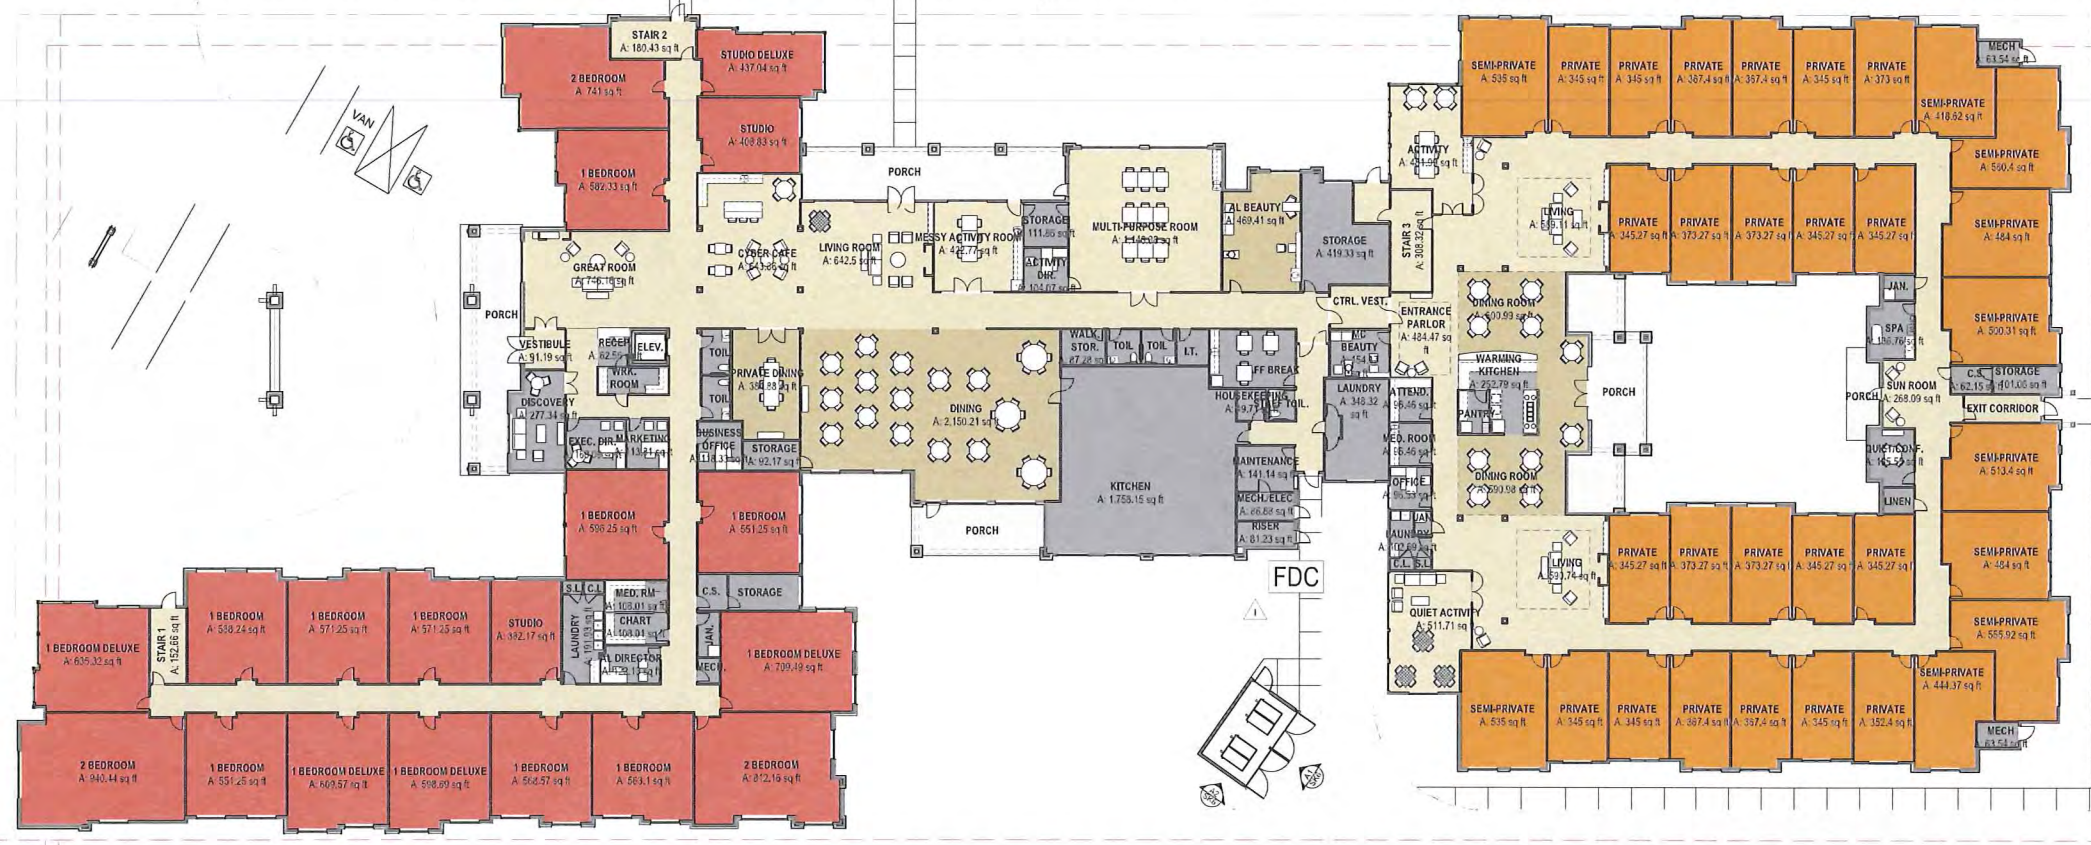 STAIR 2
A: 180.43 sq ft
2 BEDROOM
A: 741 sq ft
STUDIO DELUXE
A: 437.04 sq ft
STUDIO
1 BEDROOM
A: 582.33 sq ft
VAN
PORCH
GREAT ROOM
CYBER CAFE
LIVING ROOM
A: 642.5 sq ft
MESSY ACTIVITY ROOM
STORAGE
ACTIVITY
DIR.
PORCH
MULTI-PURPOSE ROOM
AL BEAUTY
A: 469.41 sq ft
STORAGE
A: 419.33 sq ft
STAIR 3
A: 308.32 sq ft
CTRL. VEST.
VESTIBULE
A: 91.19 sq ft
RECEP.
ELEV.
WRK.
ROOM
DISCOVERY
A: 277.34 sq ft
EXEC. DIR.
MARKETING
TOIL.
TOIL.
BUSINESS
OFFICE
PRIVATE DINING
STORAGE
A: 92.17 sq ft
DINING
A: 2,150.21 sq ft
WALK.
STOR.
TOIL
TOIL
I.T.
KITCHEN
A: 1,756.15 sq ft
HOUSEKEEPING
STAFF TOIL.
MAINTENANCE
A: 141.14 sq ft
MECH./ELEC
RISER
A: 81.23 sq ft
PORCH
MC
BEAUTY
LAUNDRY
A: 348.32
sq ft
ENTRANCE
PARLOR
A: 484.47
sq ft
ATTEND.
MED. ROOM
OFFICE
JAN.
LAUNDRY
C.L.
S.L.
QUIET ACTIVITY
A: 511.71 sq
FDC
1 BEDROOM
A: 596.25 sq ft
1 BEDROOM
A: 551.25 sq ft
S.L.
C.L.
MED. RM
CHART
LAUNDRY
AL DIRECTOR
C.S.
STORAGE
JAN.
MECH.
1 BEDROOM DELUXE
A: 709.49 sq ft
1 BEDROOM DELUXE
STAIR 1
A: 152.66 sq ft
1 BEDROOM
1 BEDROOM
A: 571.25 sq ft
1 BEDROOM
A: 571.25 sq ft
STUDIO
2 BEDROOM
A: 940.44 sq ft
1 BEDROOM
A: 551.25 sq ft
1 BEDROOM DELUXE
A: 609.57 sq ft
1 BEDROOM DELUXE
A: 598.69 sq ft
1 BEDROOM
A: 568.57 sq ft
1 BEDROOM
A: 563.1 sq ft
2 BEDROOM
A: 812.16 sq ft
SEMI-PRIVATE
A: 535 sq ft
PRIVATE
A: 345 sq ft
PRIVATE
A: 345 sq ft
PRIVATE
A: 367.4 sq ft
PRIVATE
A: 367.4 sq ft
PRIVATE
A: 345 sq ft
PRIVATE
A: 373 sq ft
SEMI-PRIVATE
A: 418.62 sq ft
MECH
A: 63.54 sq ft
SEMI-PRIVATE
A: 560.4 sq ft
ACTIVITY
LIVING
PRIVATE
A: 345.27 sq ft
PRIVATE
A: 373.27 sq ft
PRIVATE
A: 373.27 sq ft
PRIVATE
A: 345.27 sq ft
PRIVATE
A: 345.27 sq ft
SEMI-PRIVATE
A: 484 sq ft
DINING ROOM
JAN.
SPA
SEMI-PRIVATE
A: 500.31 sq ft
WARMING
KITCHEN
A: 252.79 sq ft
PANTRY
PORCH
PORCH
SUN ROOM
A: 268.09 sq ft
C.S.
A: 62.15 sq ft
STORAGE
EXIT CORRIDOR
QUIET/CONF.
LINEN
DINING ROOM
SEMI-PRIVATE
A: 513.4 sq ft
LIVING
PRIVATE
A: 345.27 sq ft
PRIVATE
A: 373.27 sq ft
PRIVATE
A: 373.27 sq ft
PRIVATE
A: 345.27 sq ft
PRIVATE
A: 345.27 sq ft
SEMI-PRIVATE
A: 484 sq ft
SEMI-PRIVATE
A: 555.92 sq ft
SEMI-PRIVATE
A: 535 sq ft
PRIVATE
A: 345 sq ft
PRIVATE
A: 345 sq ft
PRIVATE
A: 367.4 sq ft
PRIVATE
A: 367.4 sq ft
PRIVATE
A: 345 sq ft
PRIVATE
A: 352.4 sq ft
SEMI-PRIVATE
A: 444.37 sq ft
MECH
A: 63.54 sq ft